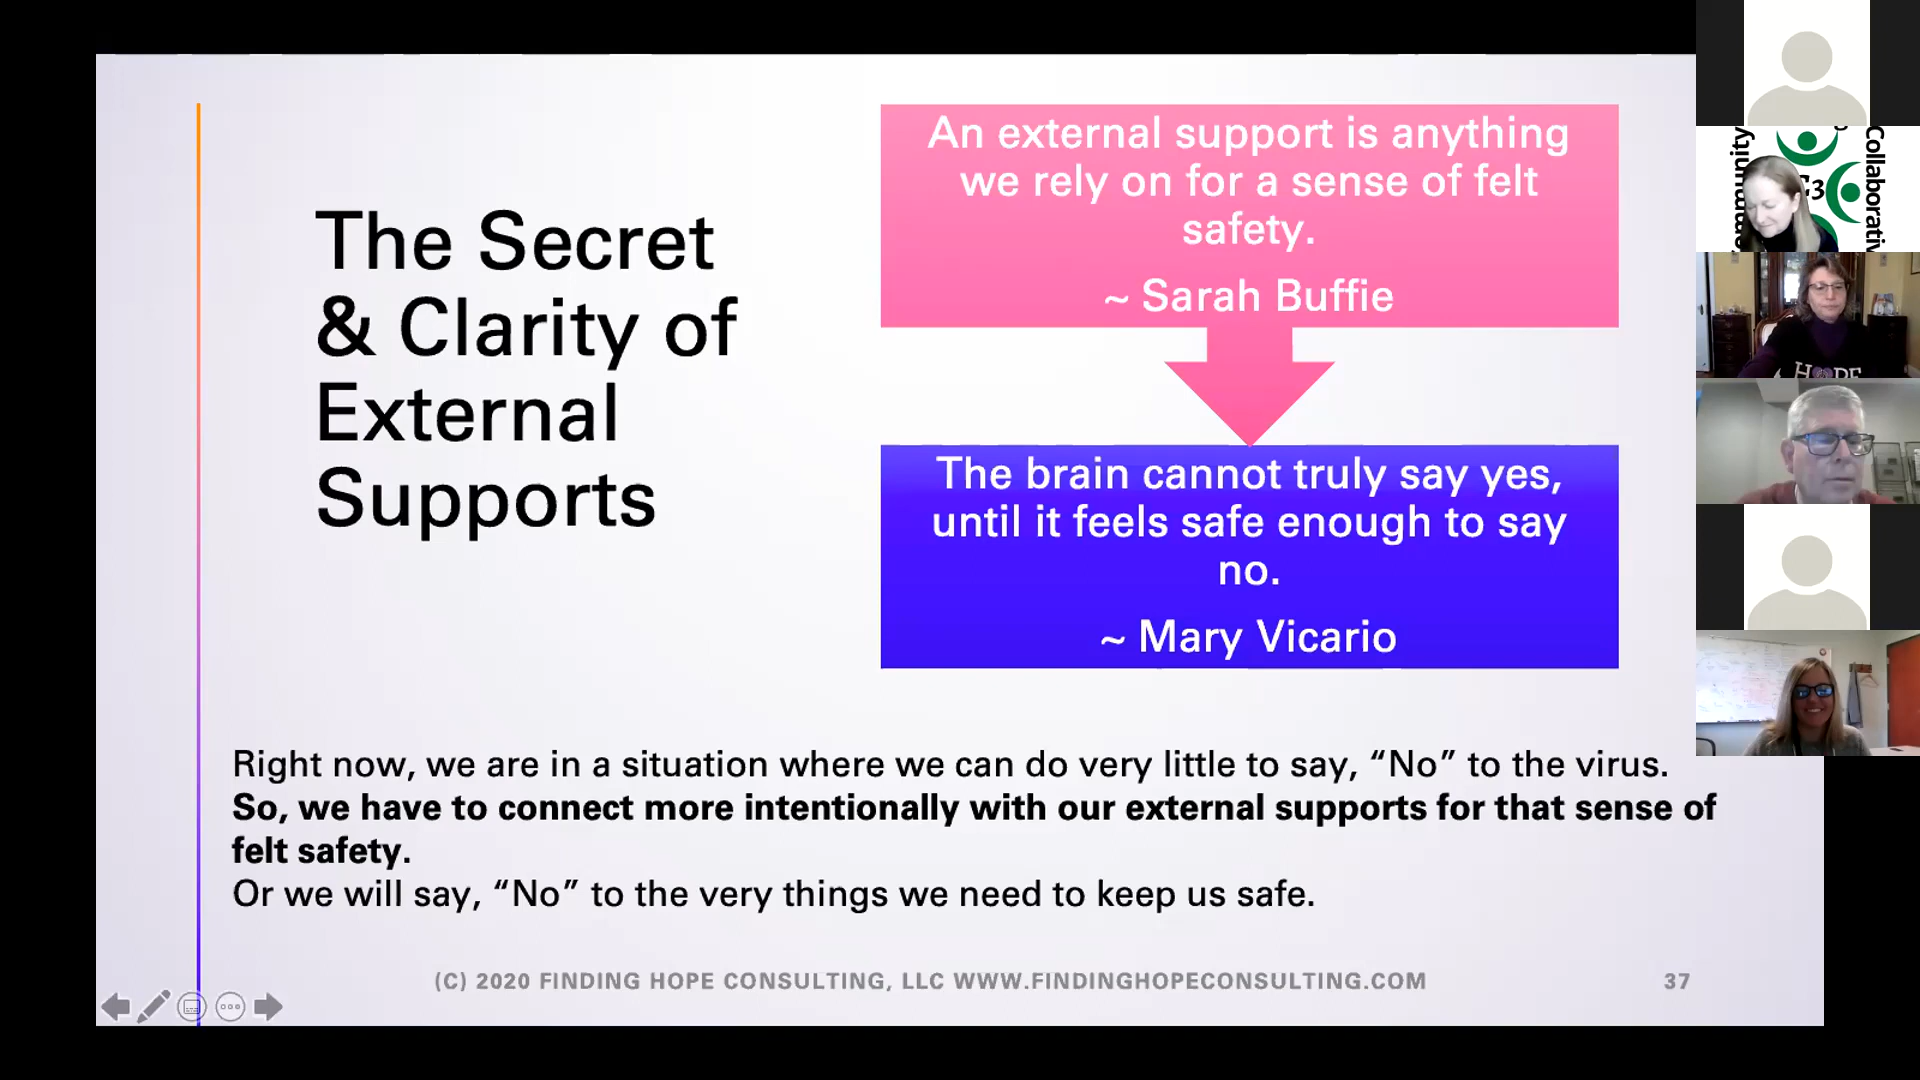 The Secret
& Clarity of
External
Supports
An external support is anything
we rely on for a sense of felt
safety.
~ Sarah Buffie
The brain cannot truly say yes,
until it feels safe enough to say
no.
~ Mary Vicario
Right now, we are in a situation where we can do very little to say, “No” to the virus.
So, we have to connect more intentionally with our external supports for that sense of
felt safety.
Or we will say, “No” to the very things we need to keep us safe.
(C) 2020 FINDING HOPE CONSULTING, LLC WWW.FINDINGHOPECONSULTING.COM
37
HOPE